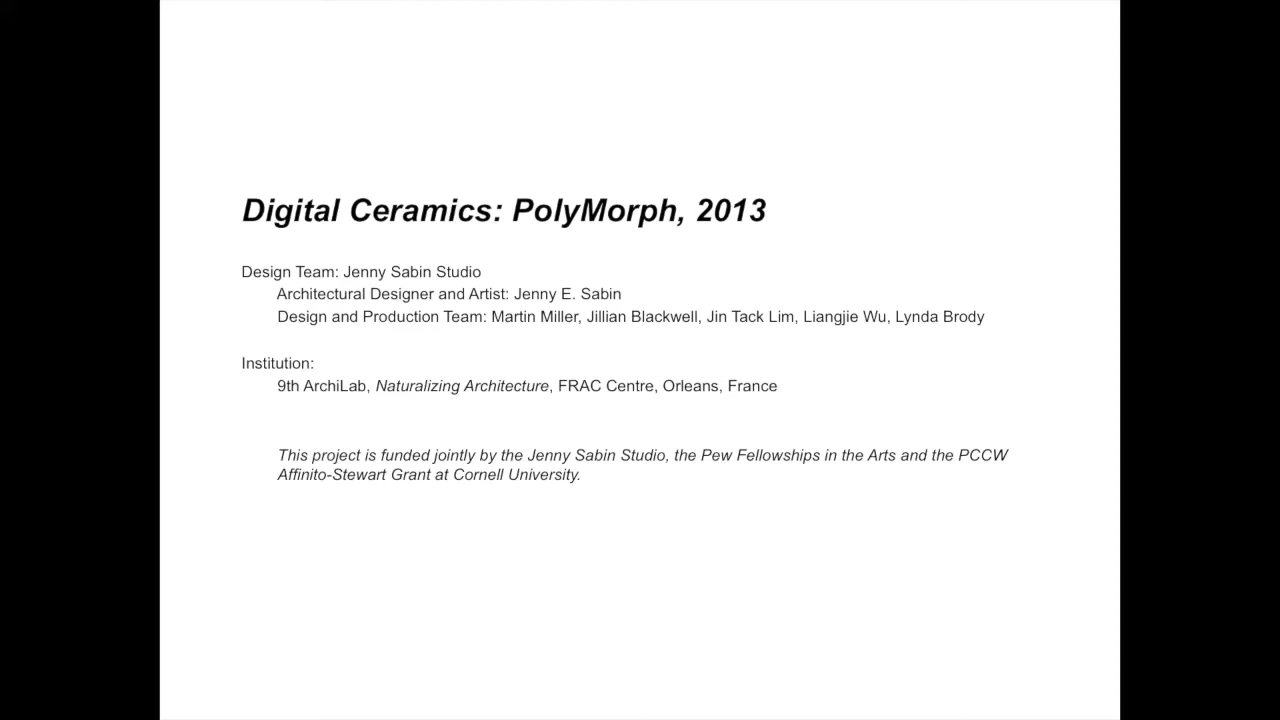 Digital Ceramics: PolyMorph, 2013
Design Team: Jenny Sabin Studio
Architectural Designer and Artist: Jenny E. Sabin
Design and Production Team: Martin Miller, Jillian Blackwell, Jin Tack Lim, Liangjie Wu, Lynda Brody
Institution:
9th ArchiLab, Naturalizing Architecture, FRAC Centre, Orleans, France
This project is funded jointly by the Jenny Sabin Studio, the Pew Fellowships in the Arts and the PCCW
Affinito-Stewart Grant at Cornell University.